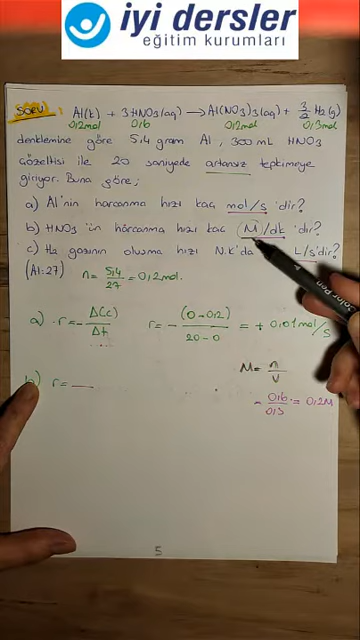 iyi dersler
eğitim kurumları
SORU: Al(k) + 3HNO3(aq) → Al(NO3)3(aq) + 3/2 H2(g)
0,2mol 0,6 0,2mol 0,3mol
denklemine göre 5,4 gram Al, 300 mL HNO3
çözeltisi ile 20 saniyede artansız tepkimeye
giriyor. Buna göre;
a) Al'nin harcanma hızı kaç mol/s 'dir?
b) HNO3 'ün harcanma hızı kaç (M)/dk 'dir?
c) H2 gazının oluşma hızı N.K'da L/s'dir?
(Al=27) n= 5,4/27 = 0,2 mol.
a) r= - Δ(c)/Δt r= - (0-0,2)/(20-0) = + 0,01 mol/s
M= n/V
b) r= -
= 0,6/0,3 = 0,2M
5